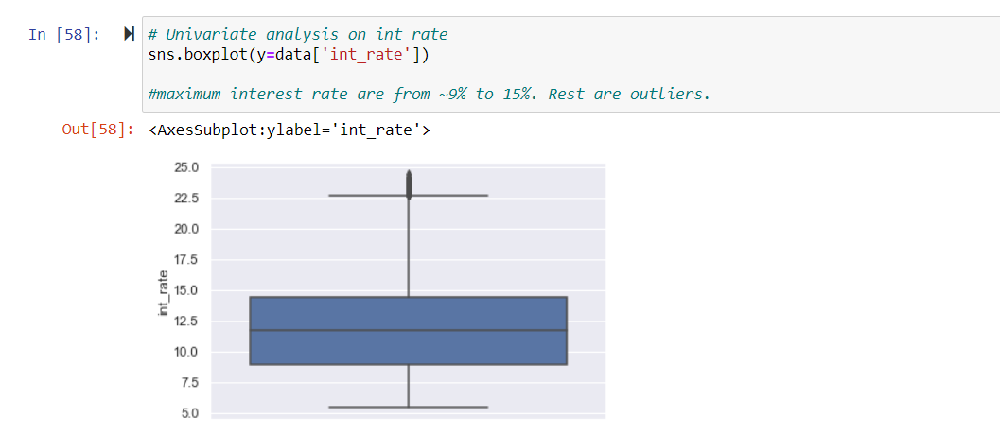 In [58]:
# Univariate analysis on int_rate
sns.boxplot(y=data['int_rate'])
#maximum interest rate are from ~9% to 15%. Rest are outliers.
Out[58]: <AxesSubplot:ylabel='int_rate'>
25.0
22.5
20.0
17.5
15.0
12.5
10.0
7.5
5.0
int_rate